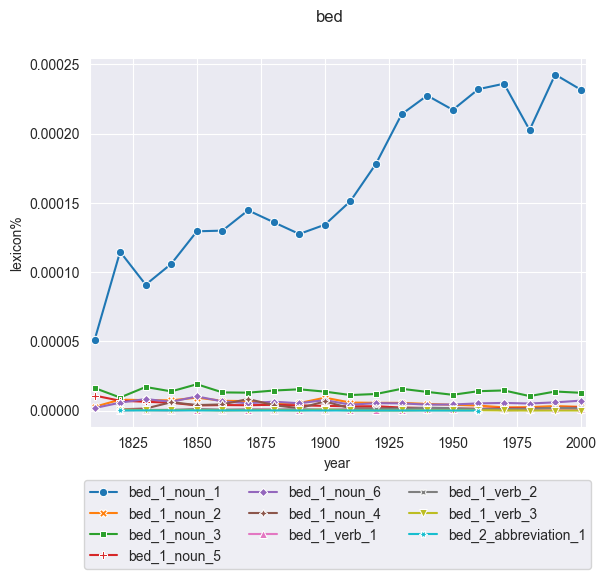 bed
0.00025
0.00020
0.00015
0.00010
0.00005
0.00000
lexicon%
1825 1850 1875 1900 1925 1950 1975 2000
year
bed_1_noun_1 bed_1_noun_6 bed_1_verb_2
bed_1_noun_2 bed_1_noun_4 bed_1_verb_3
bed_1_noun_3 bed_1_verb_1 bed_2_abbreviation_1
bed_1_noun_5